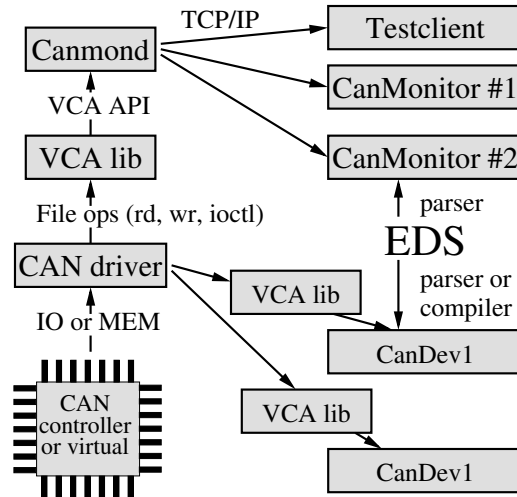 TCP/IP
Testclient
Canmond
CanMonitor #1
VCA API
VCA lib
CanMonitor #2
File ops (rd, wr, ioctl)
parser
EDS
CAN driver
parser or
compiler
VCA lib
IO or MEM
CanDev1
CAN
controller
or virtual
VCA lib
CanDev1